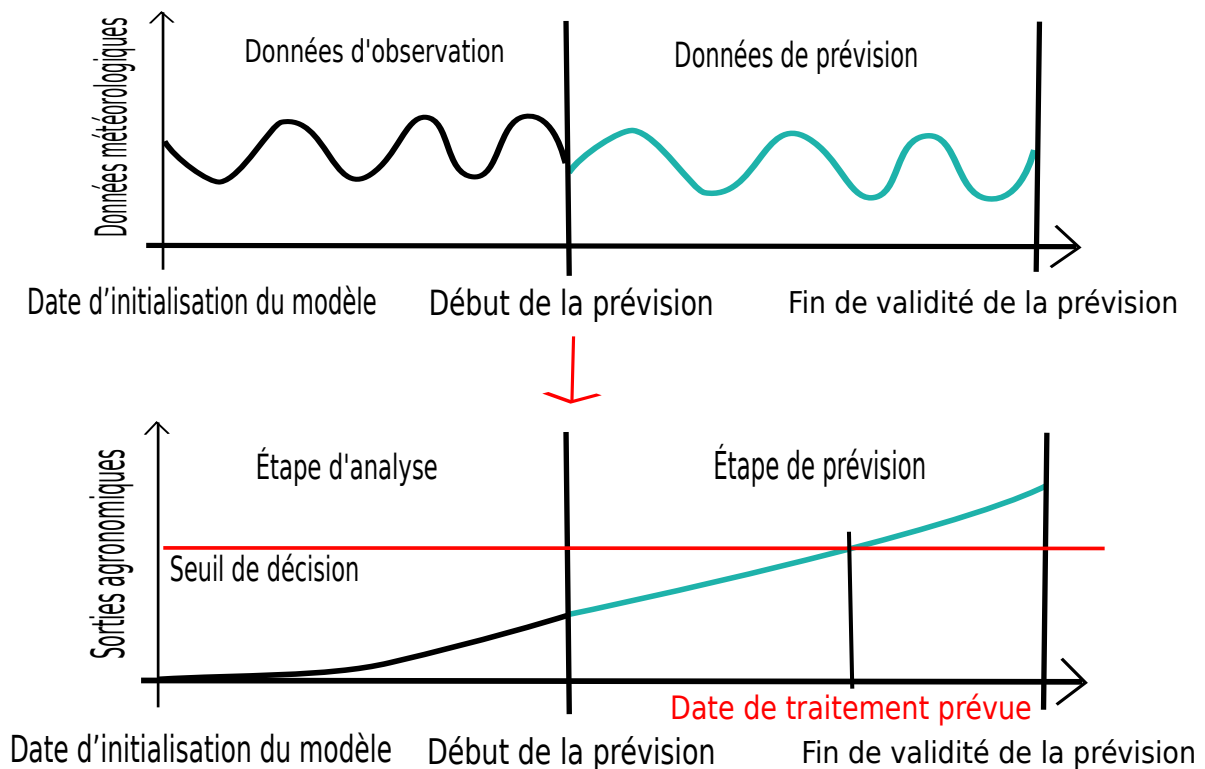 Données météorologiques
Données d'observation
Données de prévision
Date d’initialisation du modèle
Début de la prévision
Fin de validité de la prévision
Sorties agronomiques
Étape d'analyse
Étape de prévision
Seuil de décision
Date de traitement prévue
Date d’initialisation du modèle
Début de la prévision
Fin de validité de la prévision